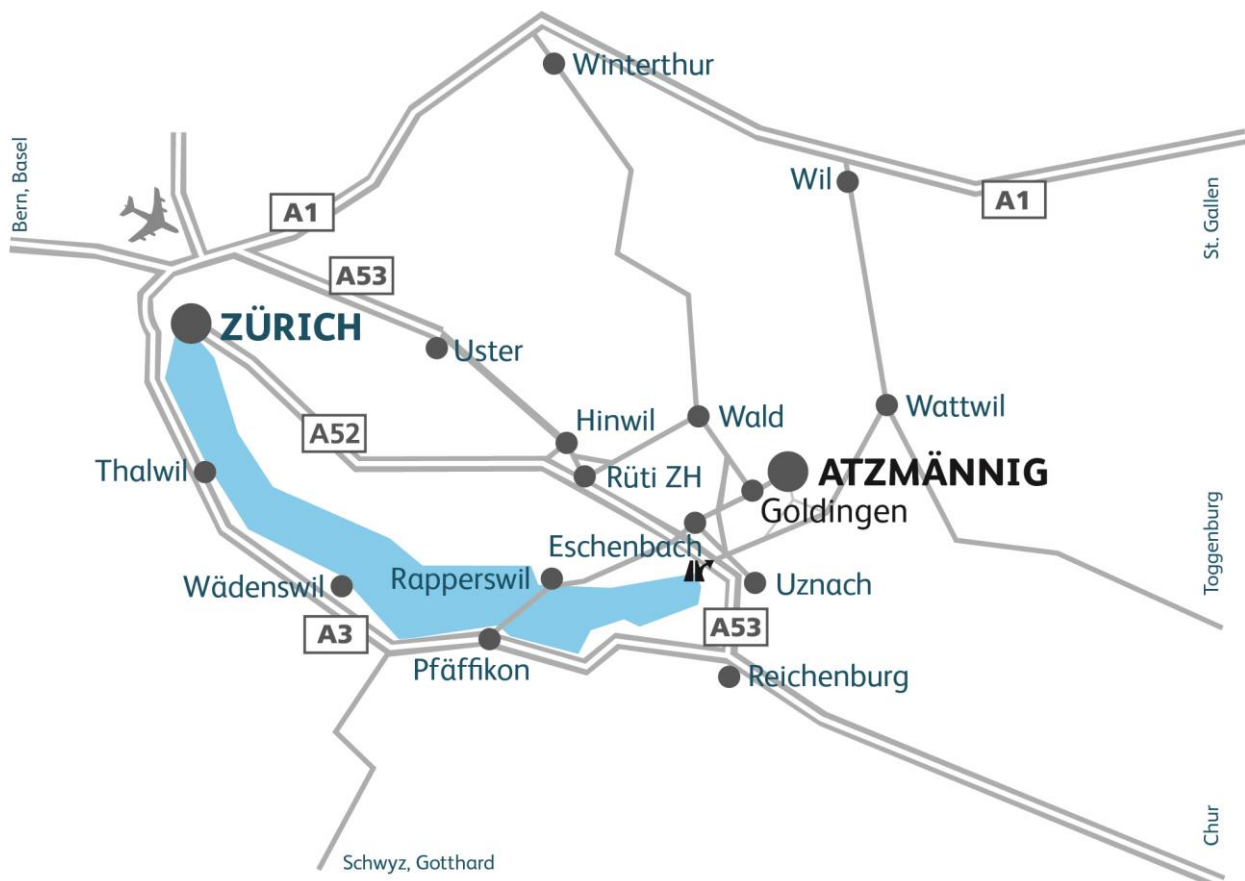 Winterthur
Bern, Basel
Wil
A1
A1
St. Gallen
A53
ZÜRICH
Uster
Hinwil
Wald
Wattwil
A52
Thalwil
Rüti ZH
ATZMÄNNIG
Goldingen
Eschenbach
Toggenburg
Wädenswil
Rapperswil
Uznach
A3
A53
Pfäffikon
Reichenburg
Chur
Schwyz, Gotthard